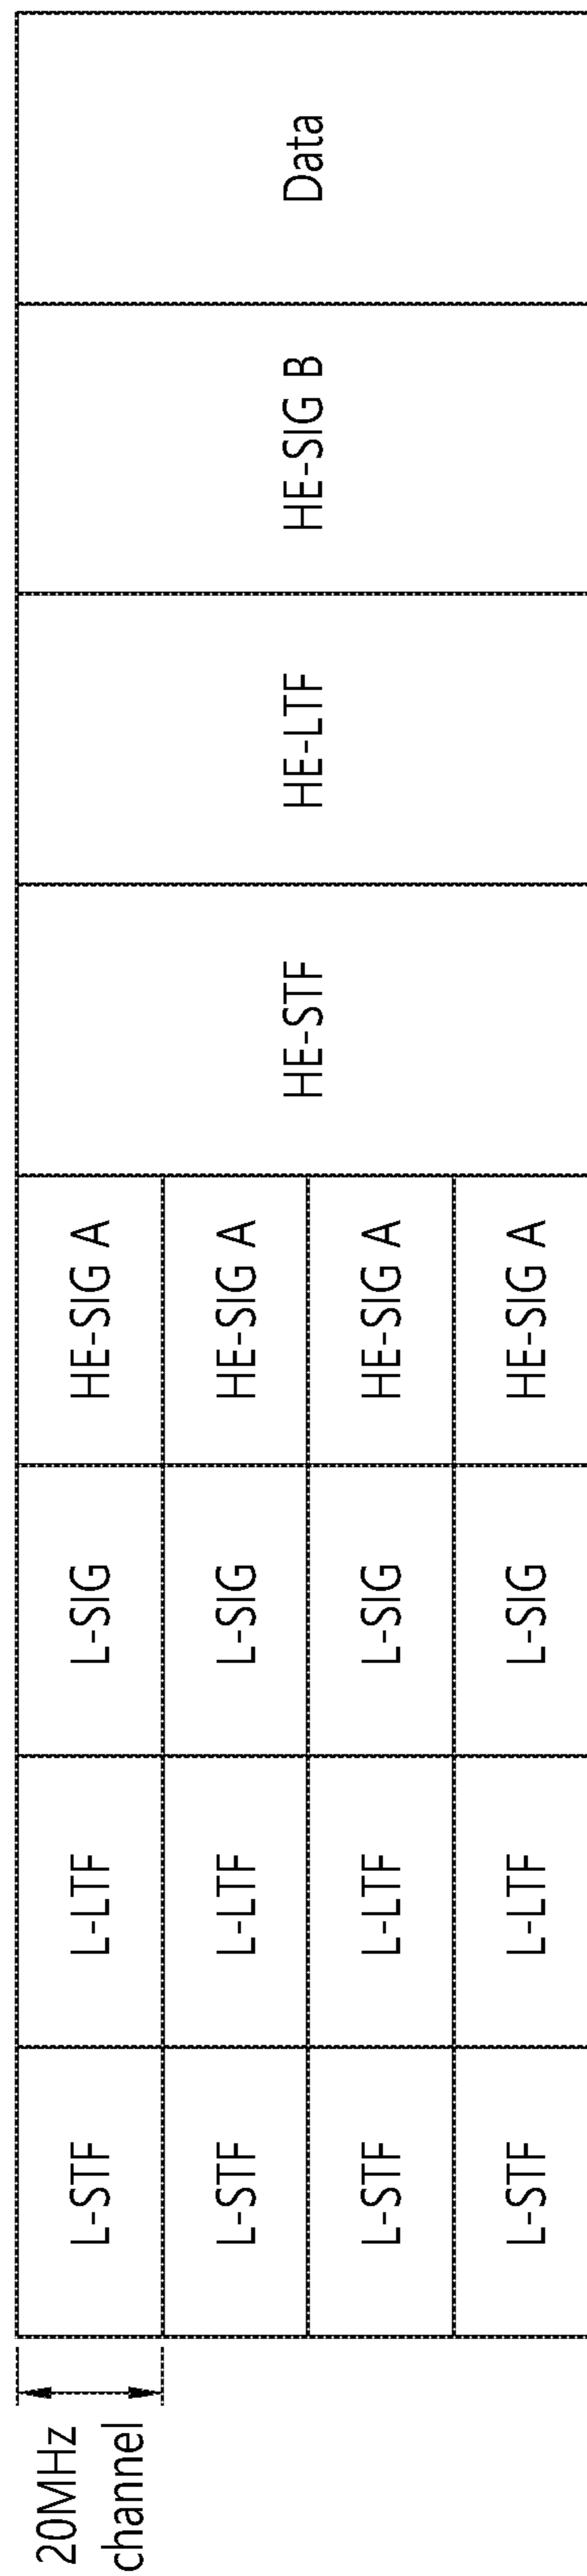 20MHz
channel
L-STF
L-LTF
L-SIG
HE-SIG A
L-STF
L-LTF
L-SIG
HE-SIG A
L-STF
L-LTF
L-SIG
HE-SIG A
L-STF
L-LTF
L-SIG
HE-SIG A
HE-STF
HE-LTF
HE-SIG B
Data